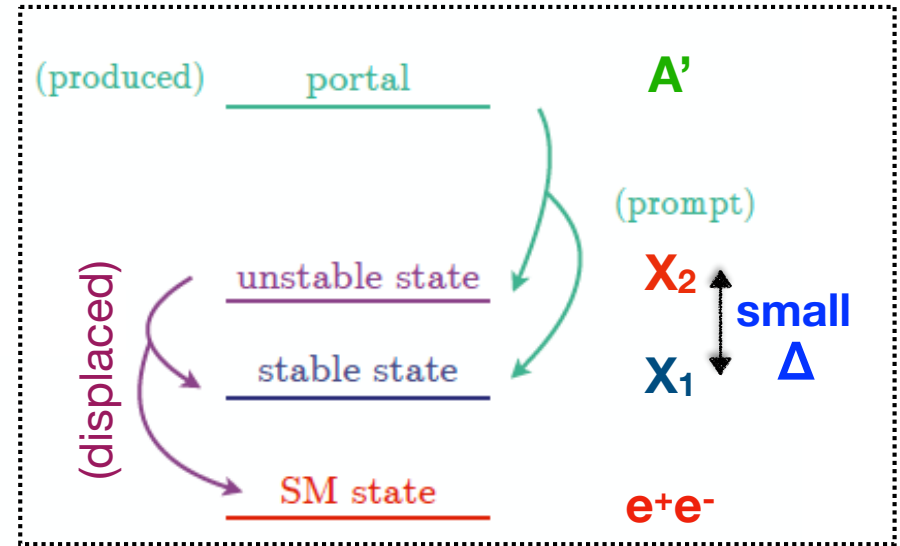 (produced) portal A’
(prompt)
unstable state X₂
small
Δ
stable state X₁
(displaced)
SM state e⁺e⁻